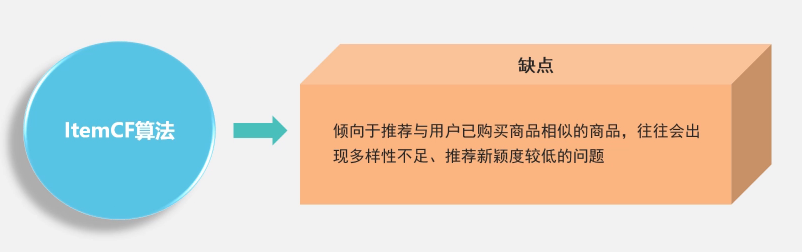 ItemCF算法
缺点
倾向于推荐与用户已购买商品相似的商品，往往会出
现多样性不足、推荐新颖度较低的问题